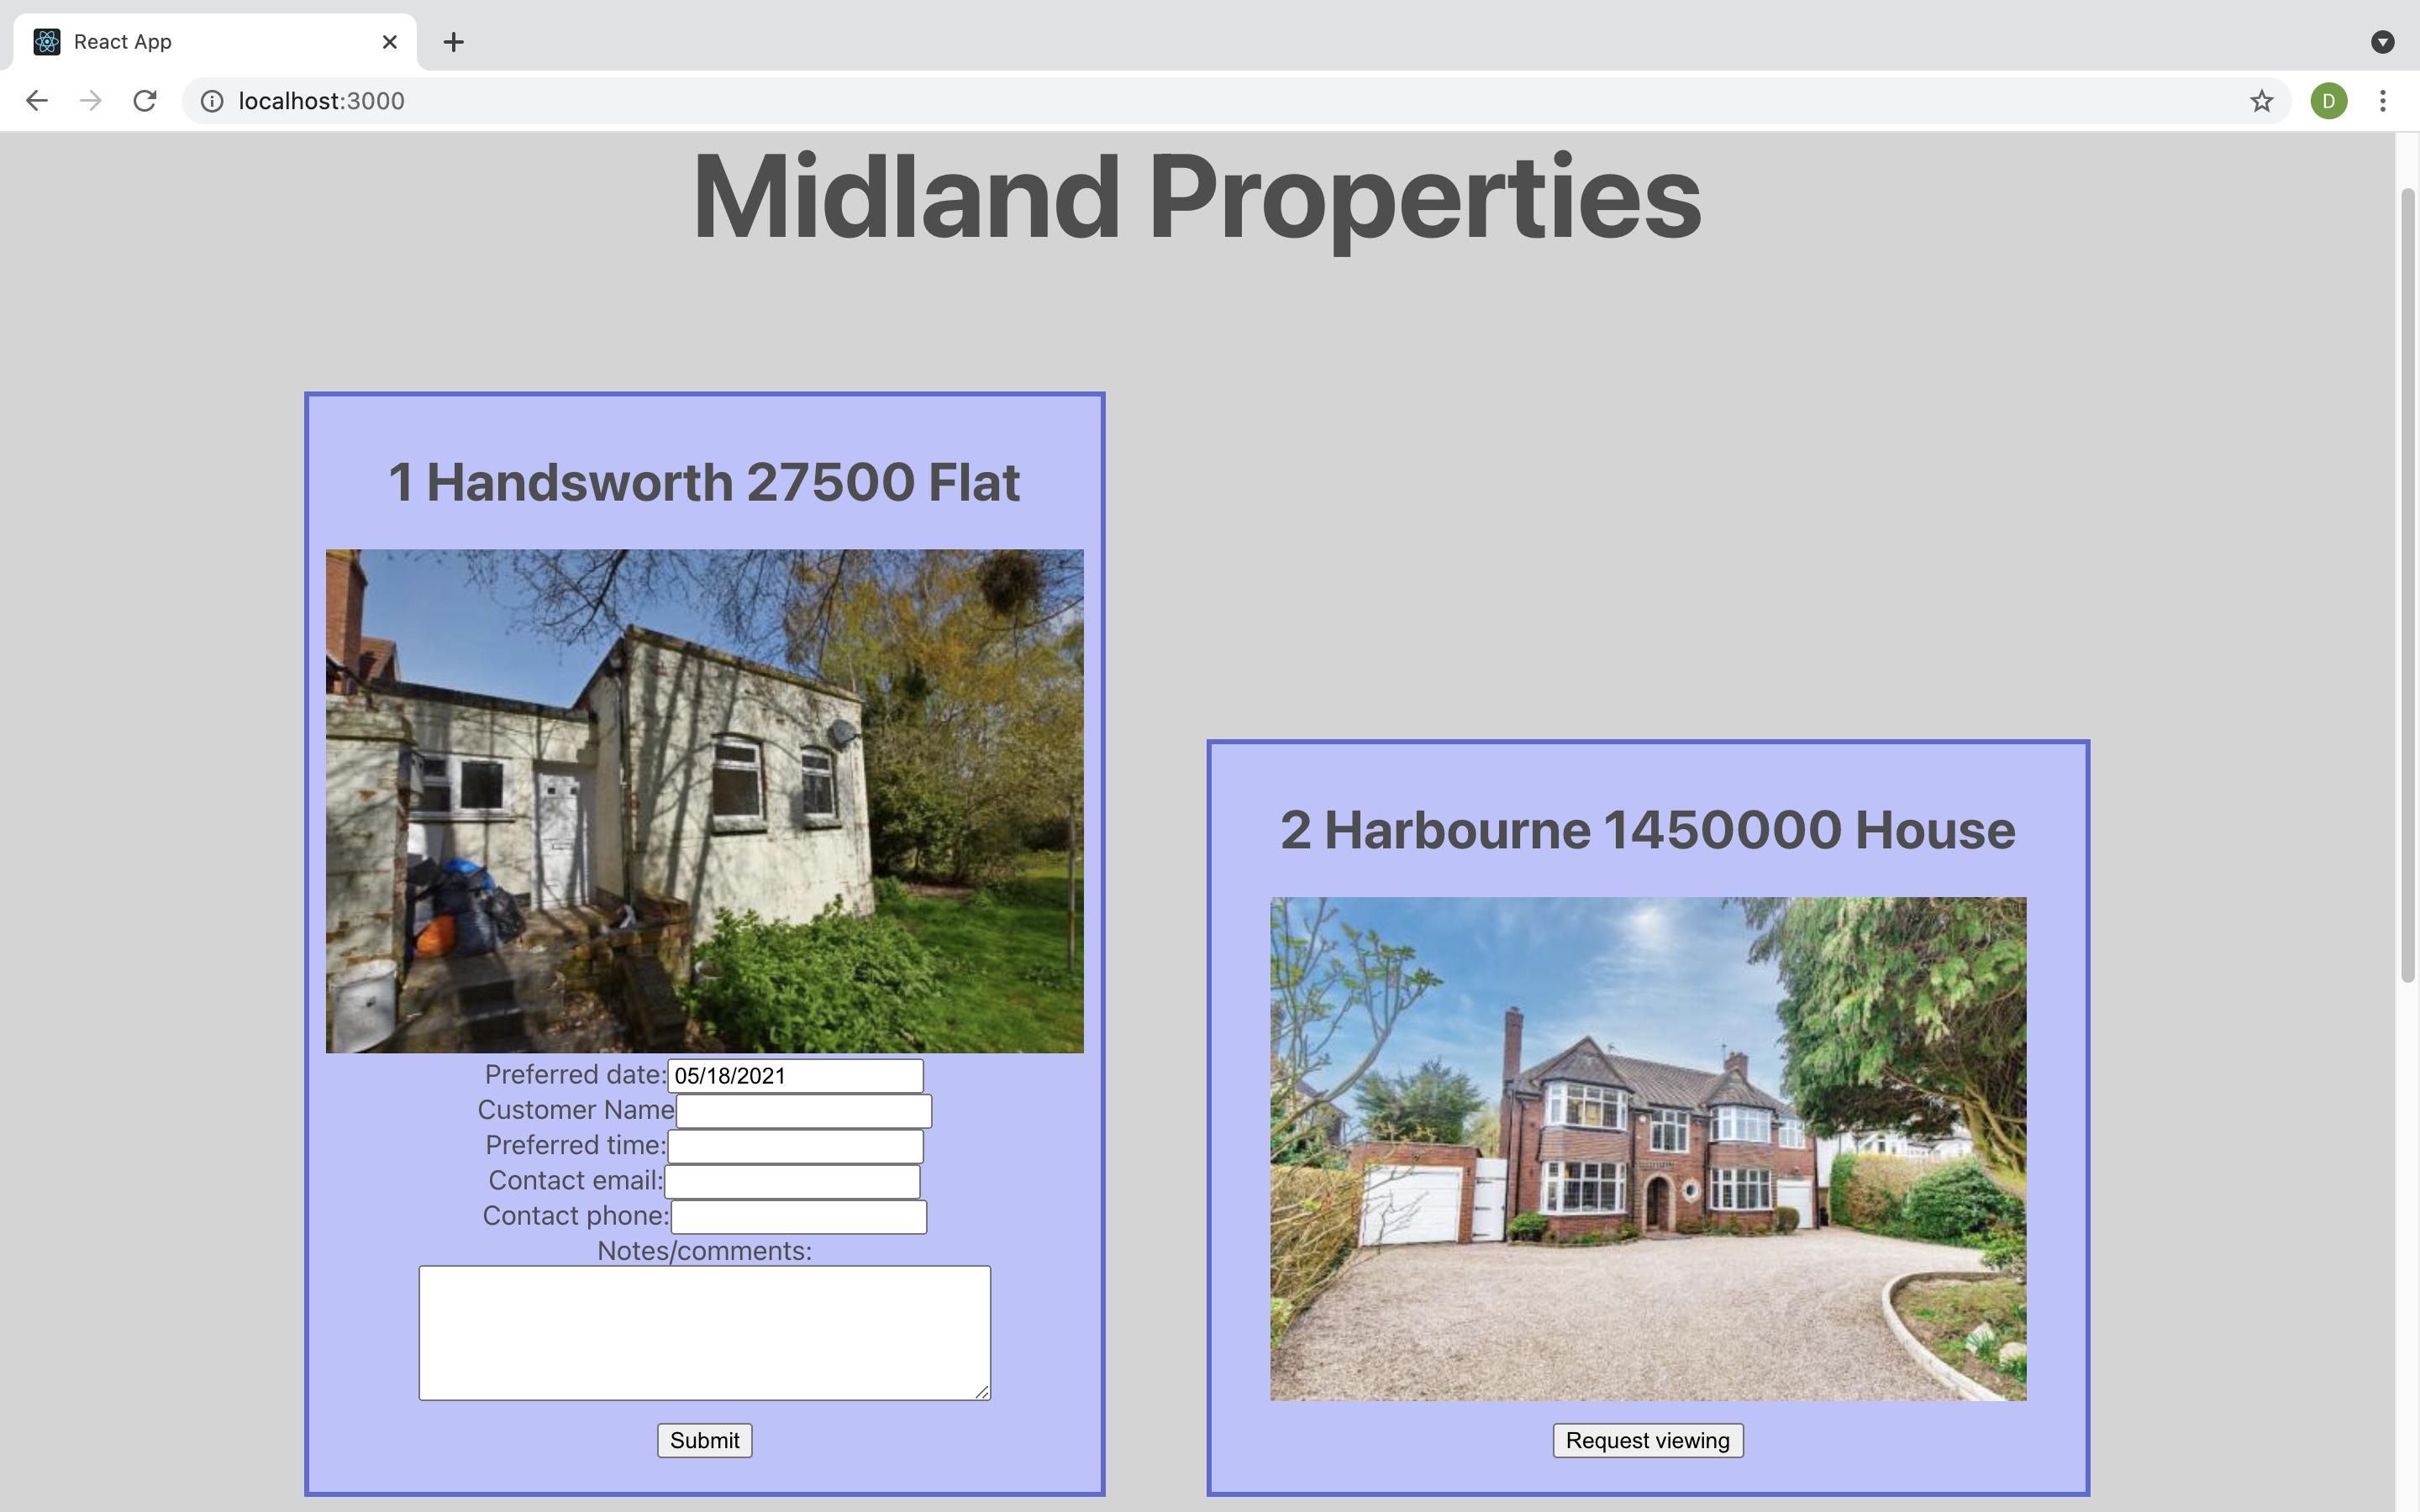 React App
localhost:3000
D
Midland Properties
1 Handsworth 27500 Flat
Preferred date: 05/18/2021
Customer Name
Preferred time:
Contact email:
Contact phone:
Notes/comments:
Submit
2 Harbourne 1450000 House
Request viewing